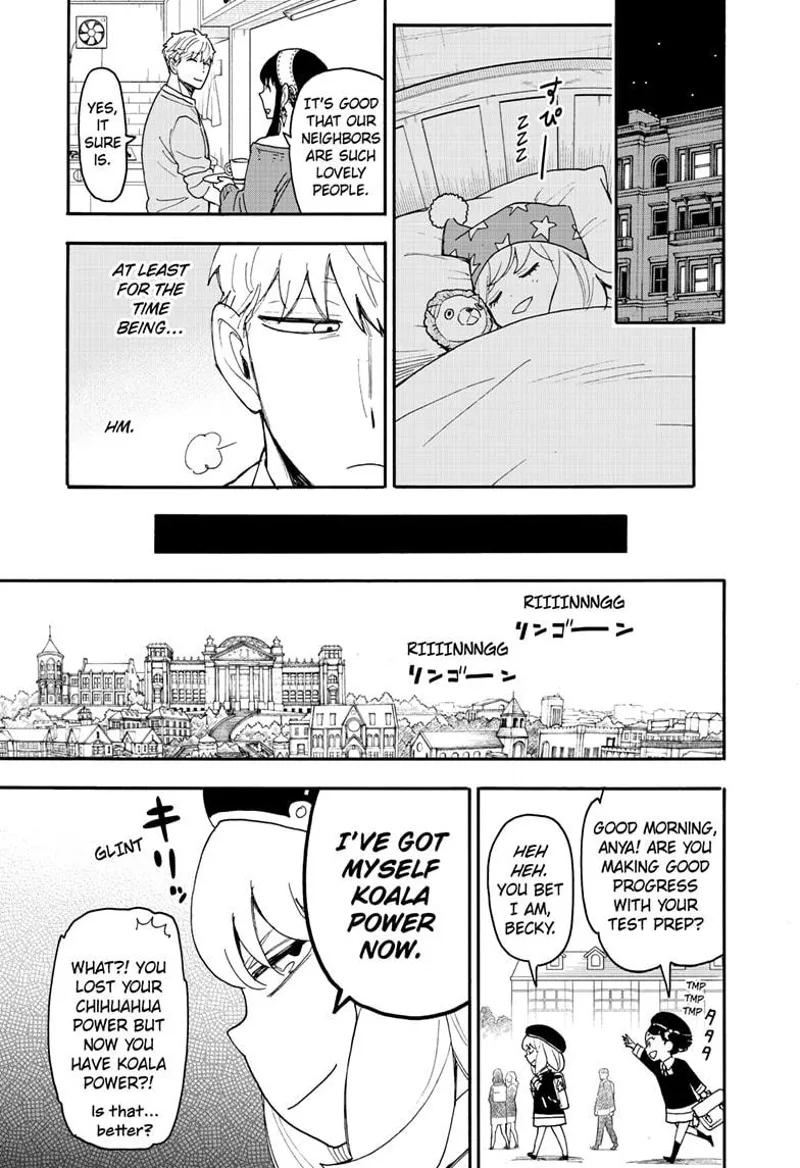 すぴー
ZZZ
IT'S GOOD
THAT OUR
NEIGHBORS
ARE SUCH
LOVELY
PEOPLE.
YES,
IT
SURE
IS.
AT LEAST
FOR THE
TIME
BEING...
HM.
RIIIINNNGG
リンゴーーン
RIIIINNNGG
リンゴーーン
GOOD MORNING,
ANYA! ARE YOU
MAKING GOOD
PROGRESS
WITH YOUR
TEST PREP?
HEH
HEH.
YOU BET
I AM,
BECKY.
TMP
TMP
TMP
タタタ
I'VE GOT
MYSELF
KOALA
POWER
NOW.
キリッ
GLINT
WHAT?! YOU
LOST YOUR
CHIHUAHUA
POWER BUT
NOW YOU
HAVE KOALA
POWER?!
Is that...
better?